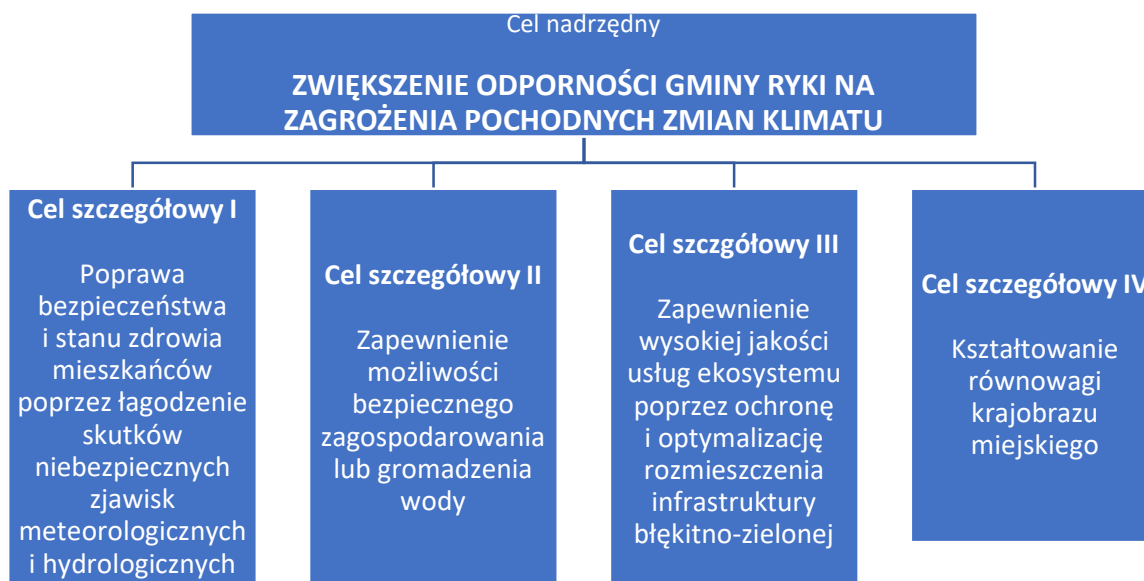 Cel nadrzędny
ZWIĘKSZENIE ODPORNOŚCI GMINY RYKI NA
ZAGROŻENIA POCHODNYCH ZMIAN KLIMATU
Cel szczegółowy I
Poprawa
bezpieczeństwa
i stanu zdrowia
mieszkańców
poprzez łagodzenie
skutków
niebezpiecznych
zjawisk
meteorologicznych
i hydrologicznych
Cel szczegółowy II
Zapewnienie
możliwości
bezpiecznego
zagospodarowania
lub gromadzenia
wody
Cel szczgółowy III
Zapewnienie
wysokiej jakości
usług ekosystemu
poprzez ochronę
i optymalizację
rozmieszczenia
infrastruktury
błękitno-zielonej
Cel szczegółowy IV
Kształtowanie
równowagi
krajobrazu
miejskiego